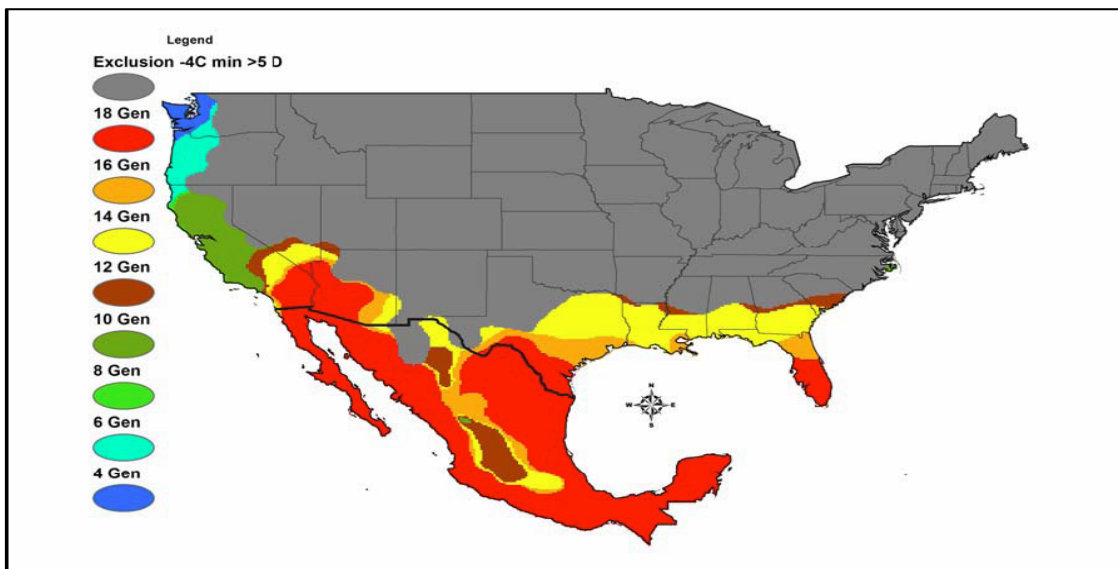 Legend
Exclusion -4C min >5 D
18 Gen
16 Gen
14 Gen
12 Gen
10 Gen
8 Gen
6 Gen
4 Gen
N
W E
S